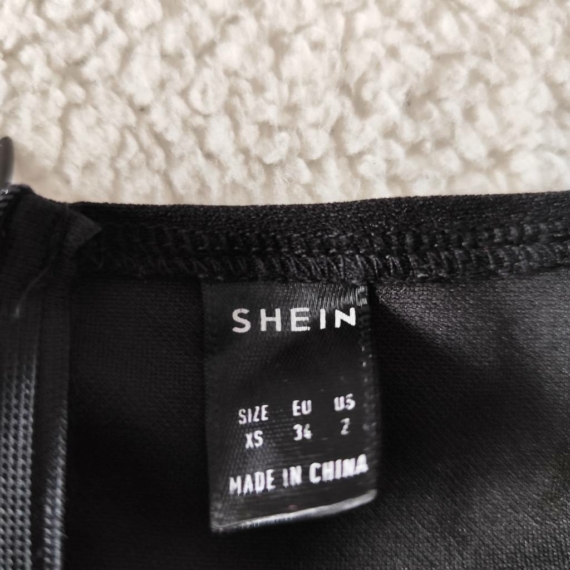 SHEIN
SIZE EU US
XS 34 2
MADE IN CHINA